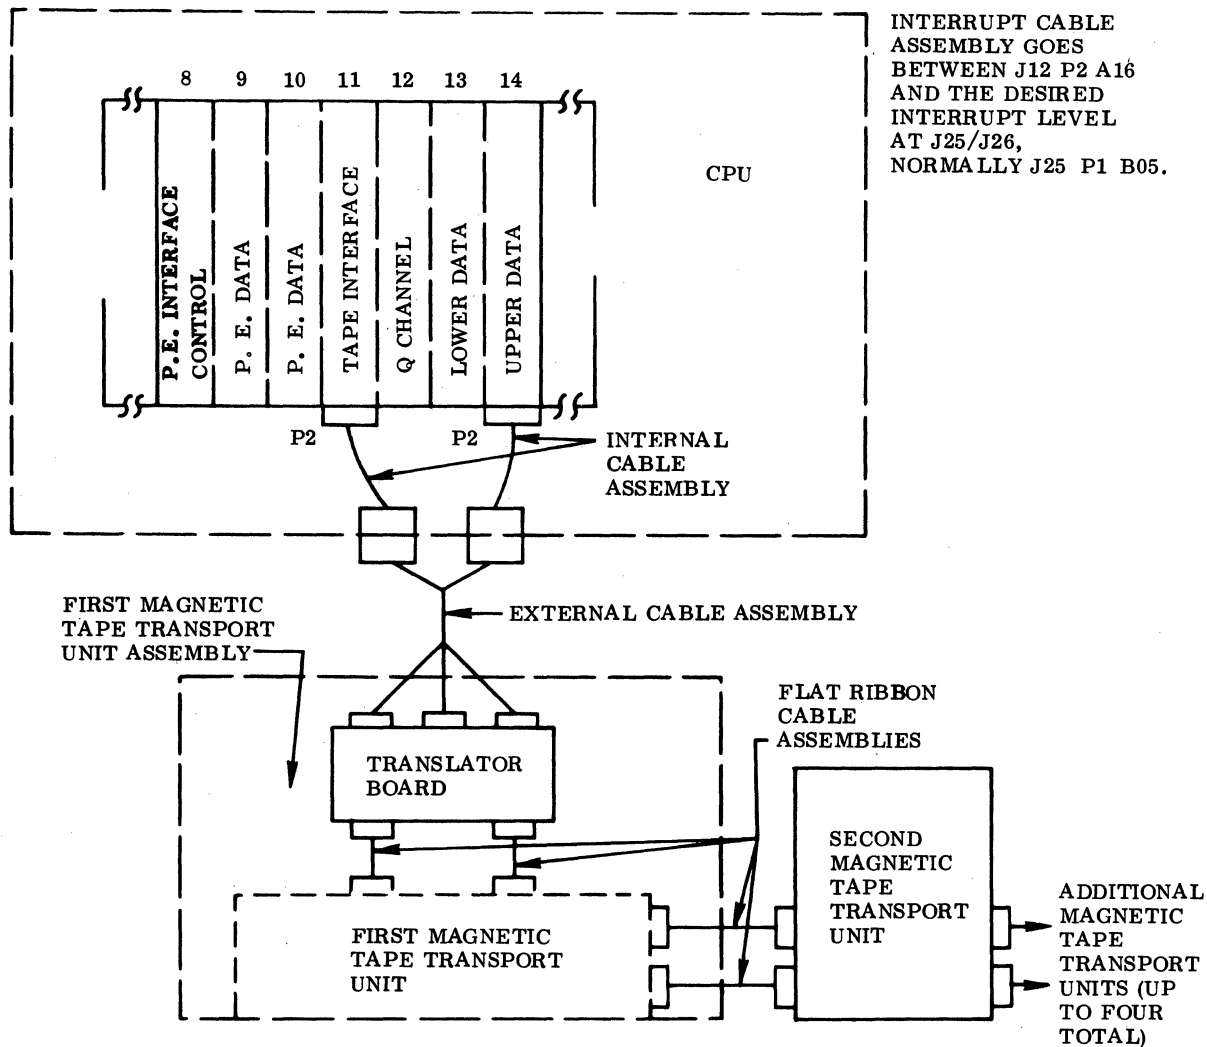 INTERRUPT CABLE
ASSEMBLY GOES
BETWEEN J12 P2 A16
AND THE DESIRED
INTERRUPT LEVEL
AT J25/J26,
NORMALLY J25 P1 B05.
8 9 10 11 12 13 14
CPU
P.E. INTERFACE
CONTROL
P. E. DATA
P. E. DATA
TAPE INTERFACE
Q CHANNEL
LOWER DATA
UPPER DATA
P2
P2
INTERNAL
CABLE
ASSEMBLY
FIRST MAGNETIC
TAPE TRANSPORT
UNIT ASSEMBLY
EXTERNAL CABLE ASSEMBLY
FLAT RIBBON
CABLE
ASSEMBLIES
TRANSLATOR
BOARD
SECOND
MAGNETIC
TAPE
TRANSPORT
UNIT
FIRST MAGNETIC
TAPE TRANSPORT
UNIT
ADDITIONAL
MAGNETIC
TAPE
TRANSPORT
UNITS (UP
TO FOUR
TOTAL)